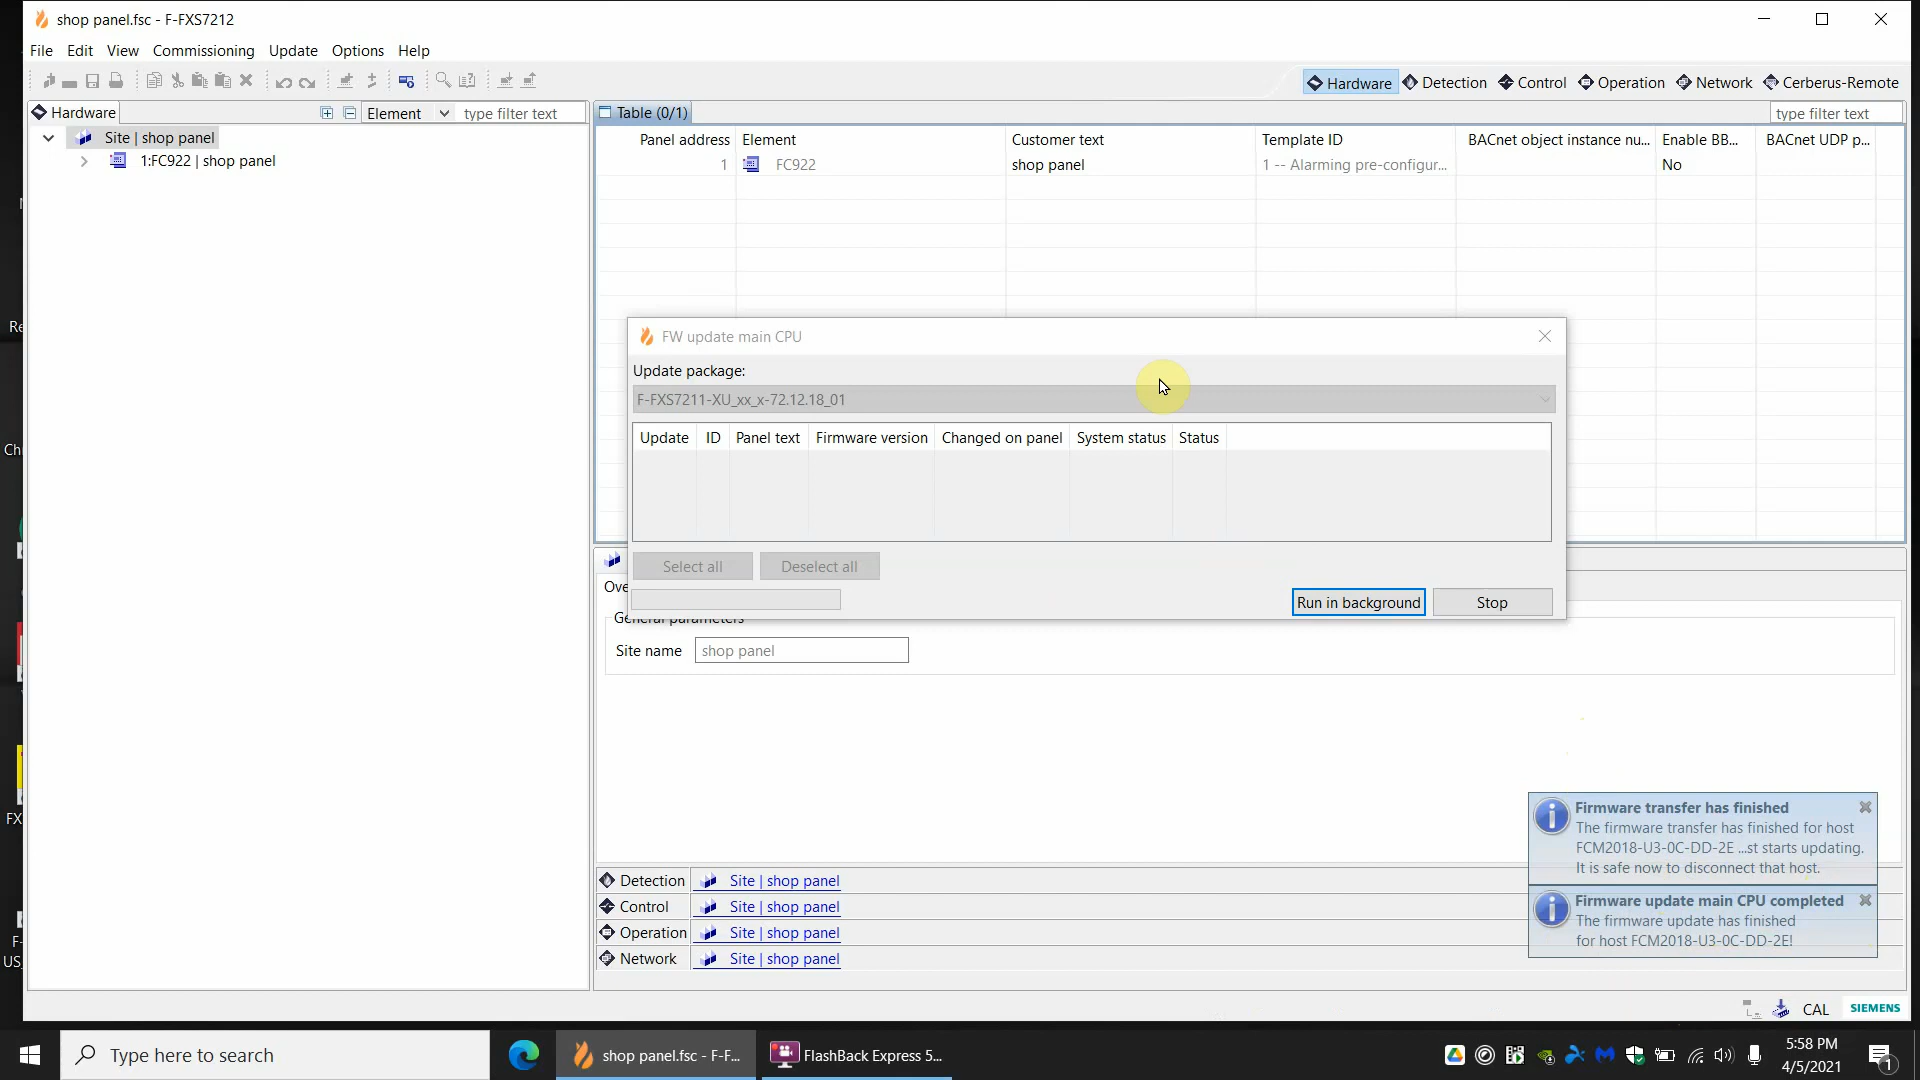 shop panel.fsc - F-FXS7212
File Edit View Commissioning Update Options Help
Hardware Detection Control Operation Network Cerberus-Remote
Hardware Element type filter text
Table (0/1) type filter text
Site | shop panel
1:FC922 | shop panel
Panel address Element Customer text Template ID BACnet object instance nu... Enable BB... BACnet UDP p...
1 FC922 shop panel 1 -- Alarming pre-configur... No
FW update main CPU
Update package:
F-FXS7211-XU_xx_x-72.12.18_01
Update ID Panel text Firmware version Changed on panel System status Status
Select all Deselect all
Run in background Stop
Ove
General parameters
Site name shop panel
Firmware transfer has finished
The firmware transfer has finished for host
FCM2018-U3-0C-DD-2E ...st starts updating.
It is safe now to disconnect that host.
Firmware update main CPU completed
The firmware update has finished
for host FCM2018-U3-0C-DD-2E!
Detection Site | shop panel
Control Site | shop panel
Operation Site | shop panel
Network Site | shop panel
CAL SIEMENS
Re
Ch
FX
F-
US
Type here to search
shop panel.fsc - F-F...
FlashBack Express 5...
5:58 PM
4/5/2021
1